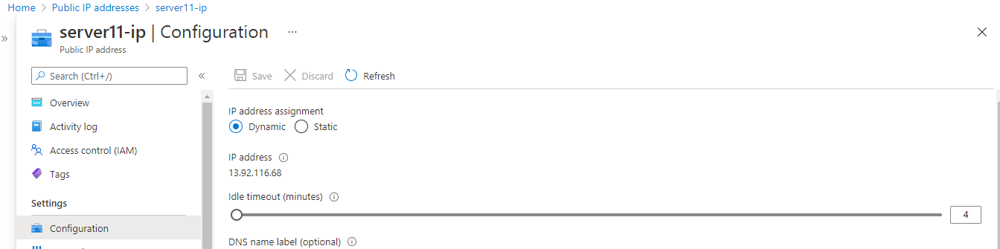 Home > Public IP addresses > server11-ip
server11-ip | Configuration ...
Public IP address
Search (Ctrl+/)
Overview
Activity log
Access control (IAM)
Tags
Settings
Configuration
Save Discard Refresh
IP address assignment
Dynamic Static
IP address
13.92.116.68
Idle timeout (minutes)
4
DNS name label (optional)